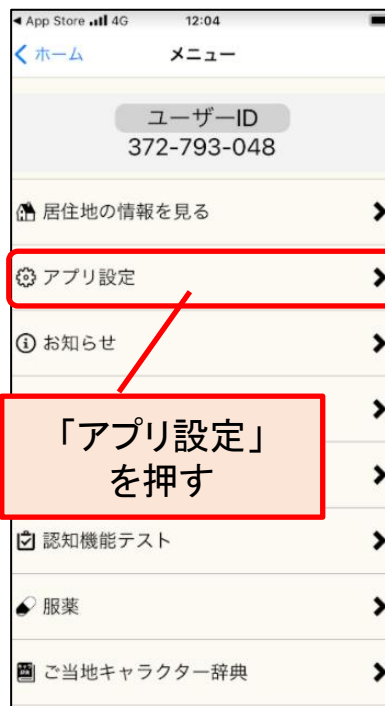 App Store 4G 12:04
ホーム メニュー
ユーザーID
372-793-048
居住地の情報を見る
アプリ設定
お知らせ
「アプリ設定」
を押す
認知機能テスト
服薬
ご当地キャラクター辞典